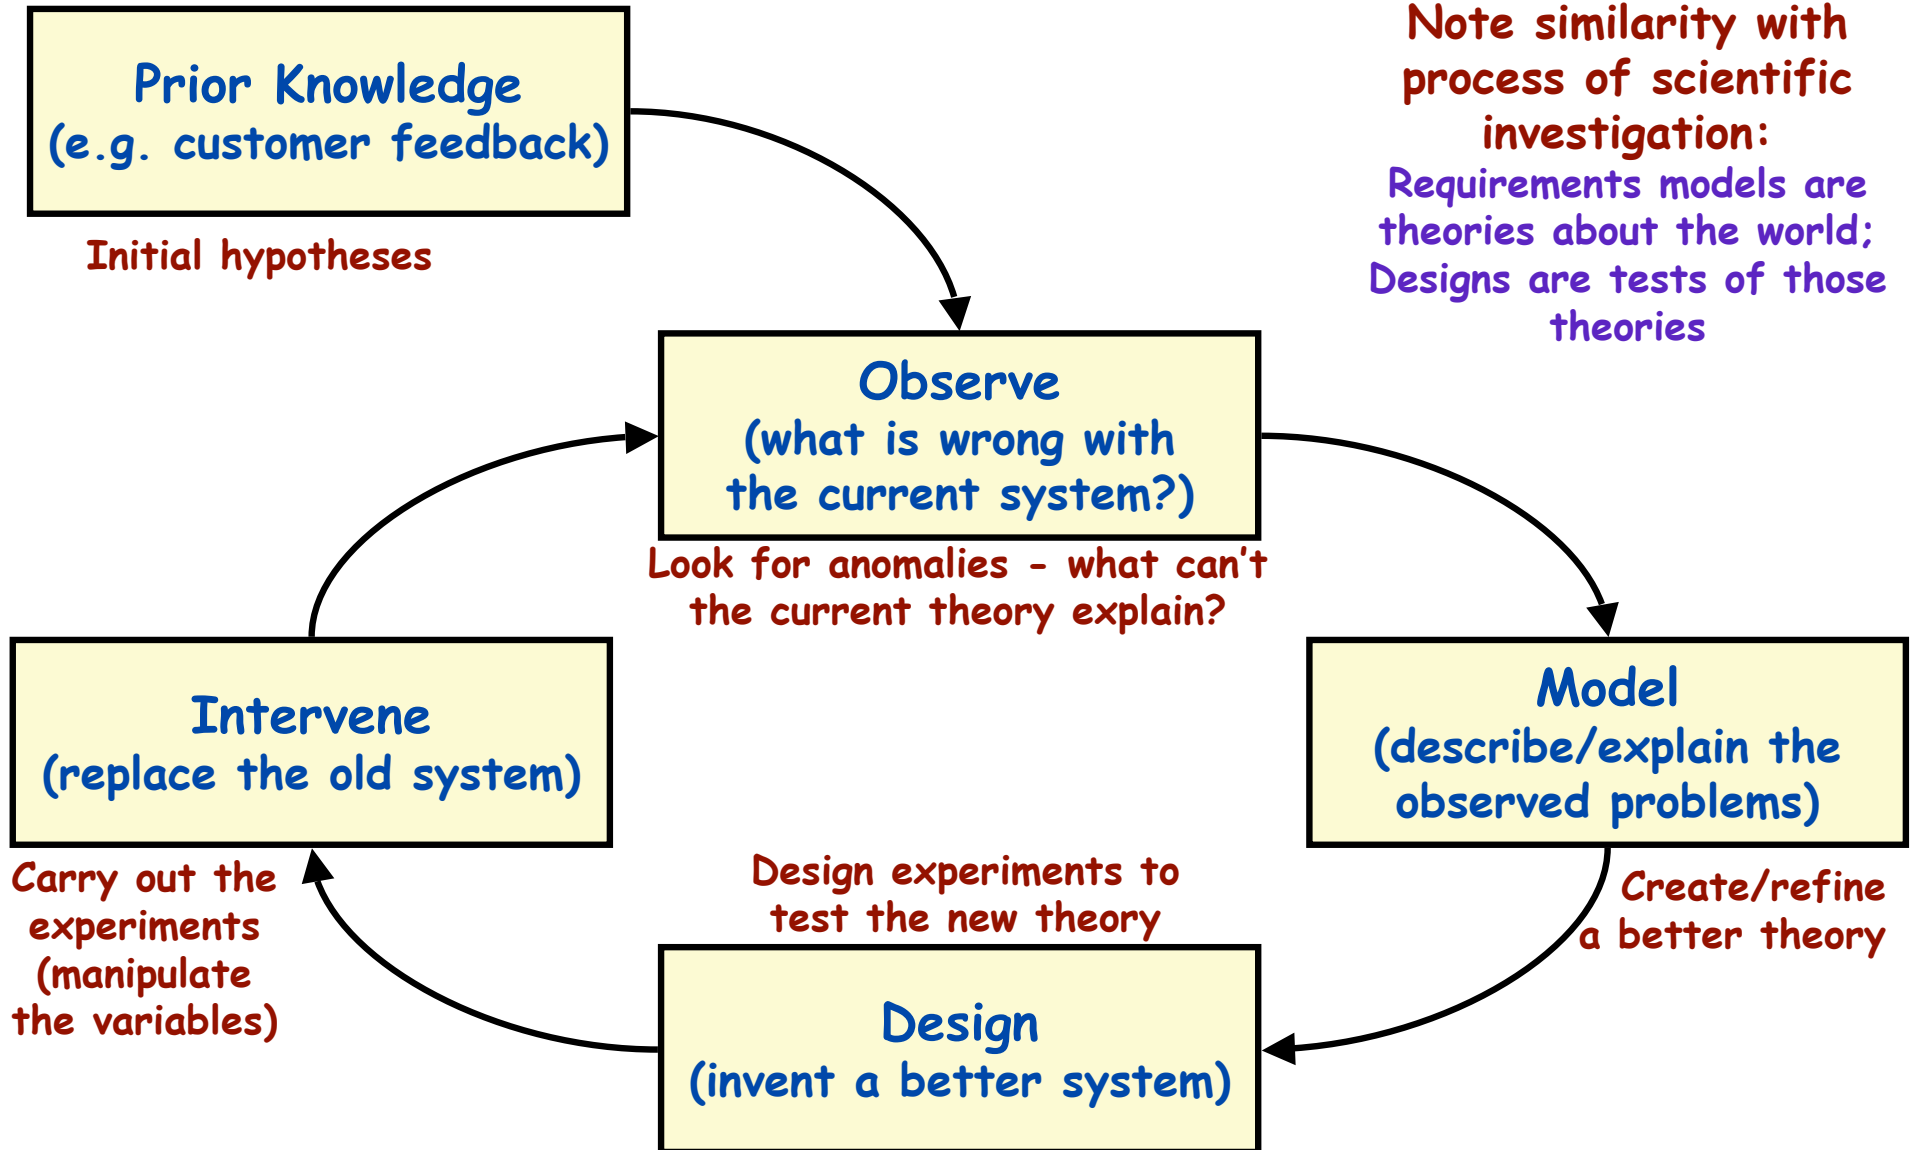 Prior Knowledge
(e.g. customer feedback)
Initial hypotheses
Note similarity with
process of scientific
investigation:
Requirements models are
theories about the world;
Designs are tests of those
theories
Observe
(what is wrong with
the current system?)
Look for anomalies - what can't
the current theory explain?
Model
(describe/explain the
observed problems)
Create/refine
a better theory
Design experiments to
test the new theory
Design
(invent a better system)
Intervene
(replace the old system)
Carry out the
experiments
(manipulate
the variables)